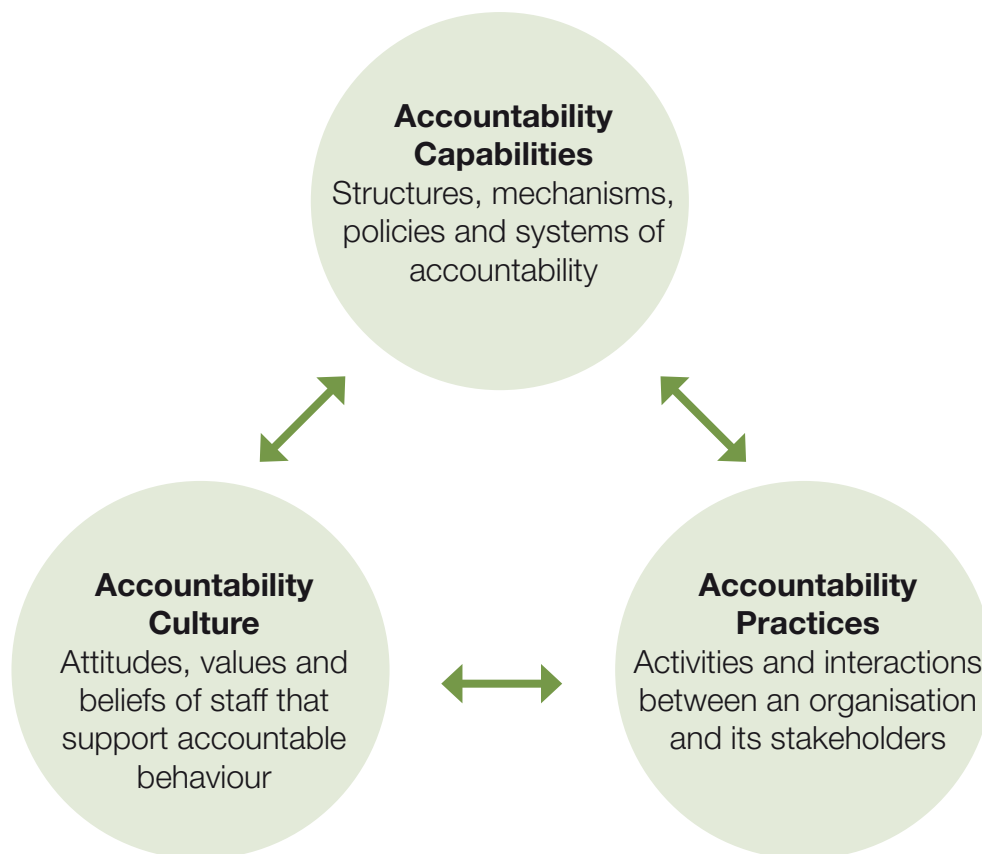 Accountability
Capabilities
Structures, mechanisms,
policies and systems of
accountability
Accountability
Culture
Attitudes, values and
beliefs of staff that
support accountable
behaviour
Accountability
Practices
Activities and interactions
between an organisation
and its stakeholders